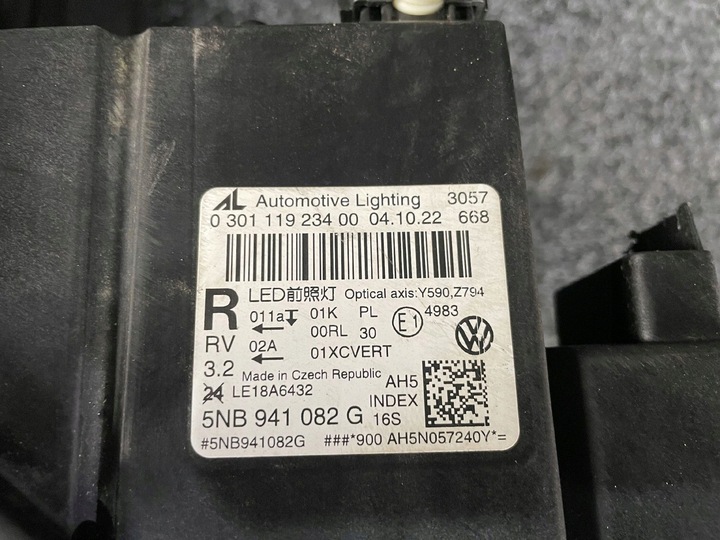 AL Automotive Lighting 3057
0 301 119 234 00 04.10.22 668
R LED前照灯 Optical axis:Y590,Z794
011a 01K PL E1 4983
00RL 30
RV 02A 01XCVERT
3.2 Made in Czech Republic AH5
24 LE18A6432 INDEX
5NB 941 082 G 16S
#5NB941082G ###*900 AH5N057240Y*=